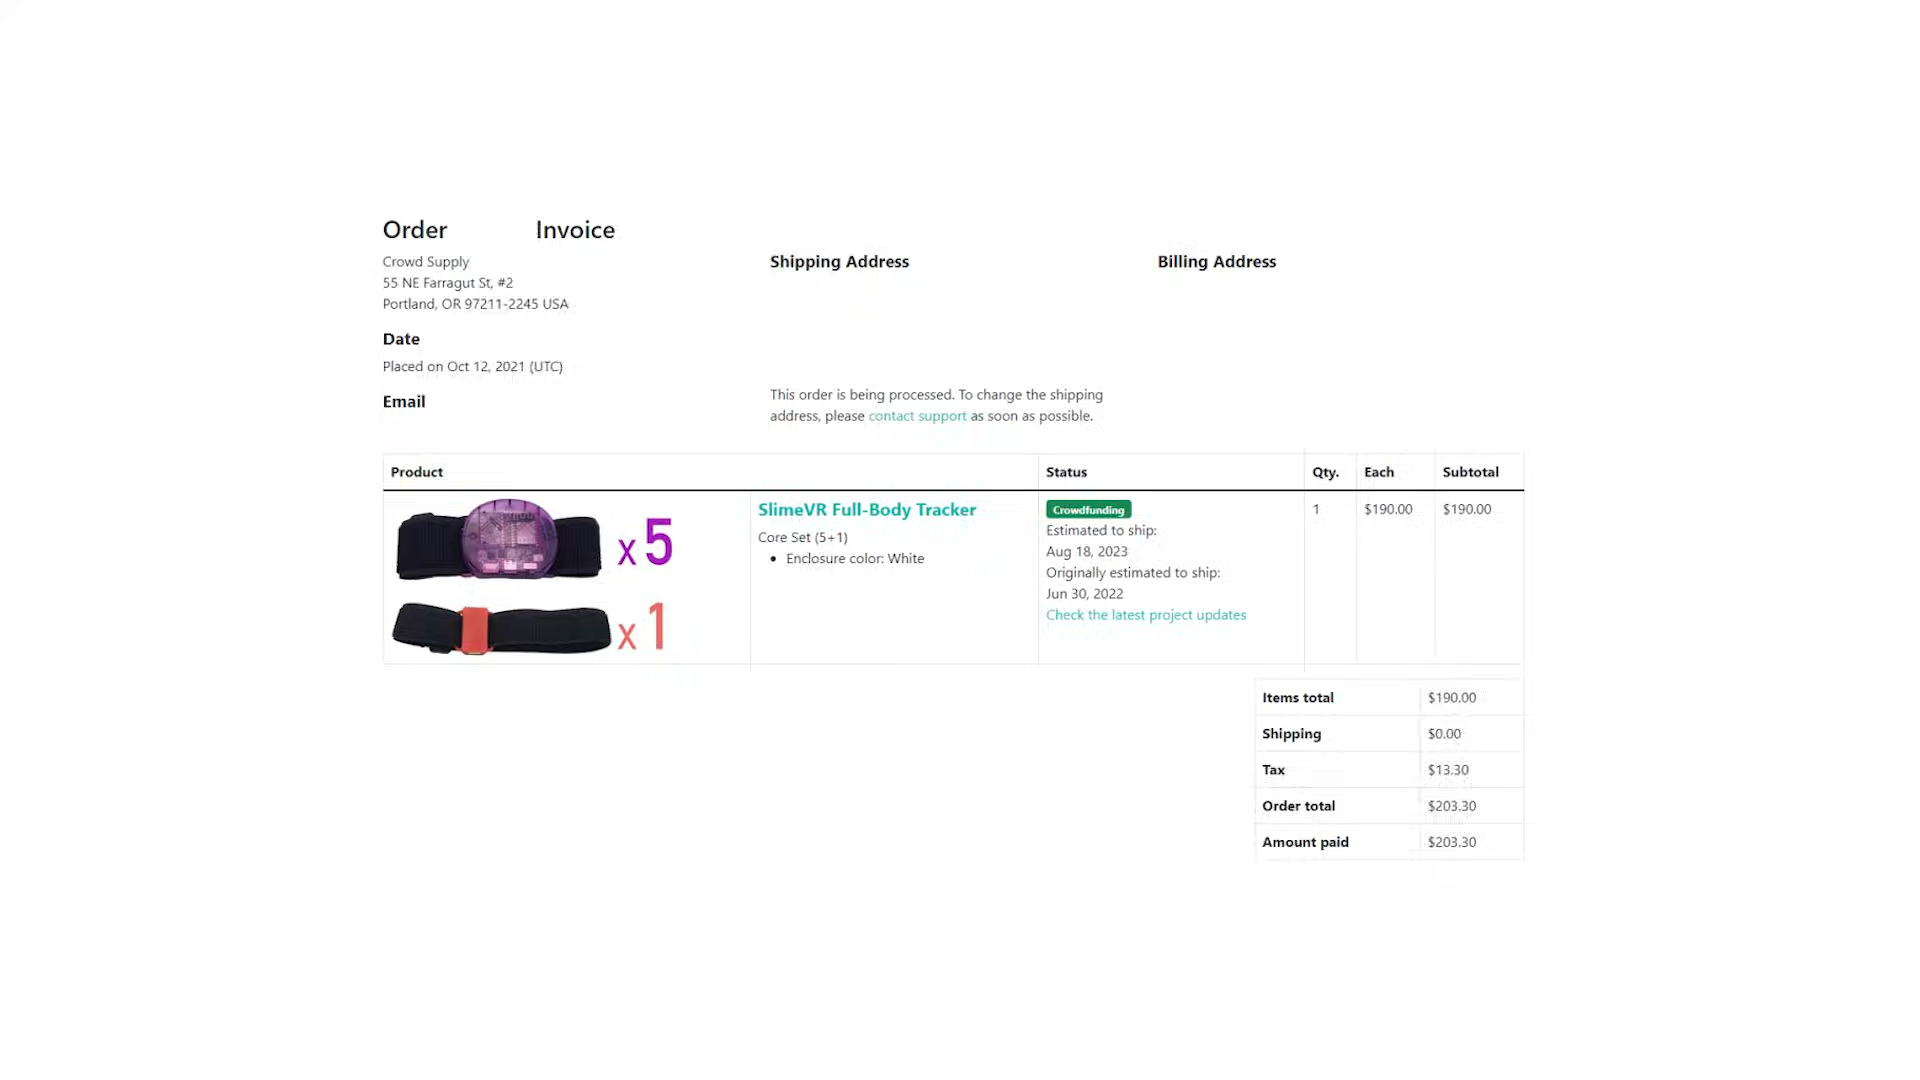 Order Invoice
Crowd Supply
55 NE Farragut St, #2
Portland, OR 97211-2245 USA
Date
Placed on Oct 12, 2021 (UTC)
Email
Shipping Address
This order is being processed. To change the shipping
address, please contact support as soon as possible.
Billing Address
Product Status Qty. Each Subtotal
x 5
x 1
SlimeVR Full-Body Tracker
Core Set (5+1)
• Enclosure color: White
Crowdfunding
Estimated to ship:
Aug 18, 2023
Originally estimated to ship:
Jun 30, 2022
Check the latest project updates
1 $190.00 $190.00
Items total $190.00
Shipping $0.00
Tax $13.30
Order total $203.30
Amount paid $203.30